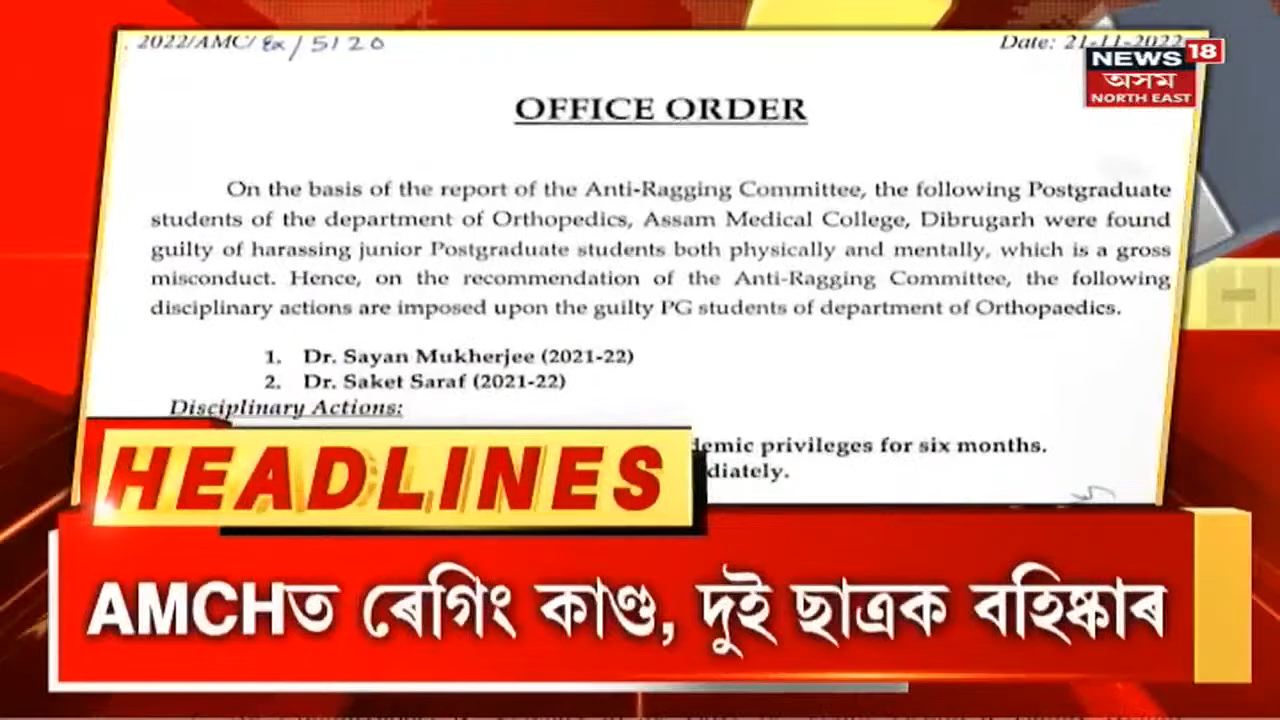 2022/AMC/Ex/5120
Date: 21-11-2022
NEWS 18
অসম
NORTH EAST
OFFICE ORDER
On the basis of the report of the Anti-Ragging Committee, the following Postgraduate
students of the department of Orthopedics, Assam Medical College, Dibrugarh were found
guilty of harassing junior Postgraduate students both physically and mentally, which is a gross
misconduct. Hence, on the recommendation of the Anti-Ragging Committee, the following
disciplinary actions are imposed upon the guilty PG students of department of Orthopaedics.
1. Dr. Sayan Mukherjee (2021-22)
2. Dr. Saket Saraf (2021-22)
Disciplinary Actions:
privileges for six months.
HEADLINES
AMCHত ৰেগিং কাণ্ড, দুই ছাত্ৰক বহিষ্কাৰ